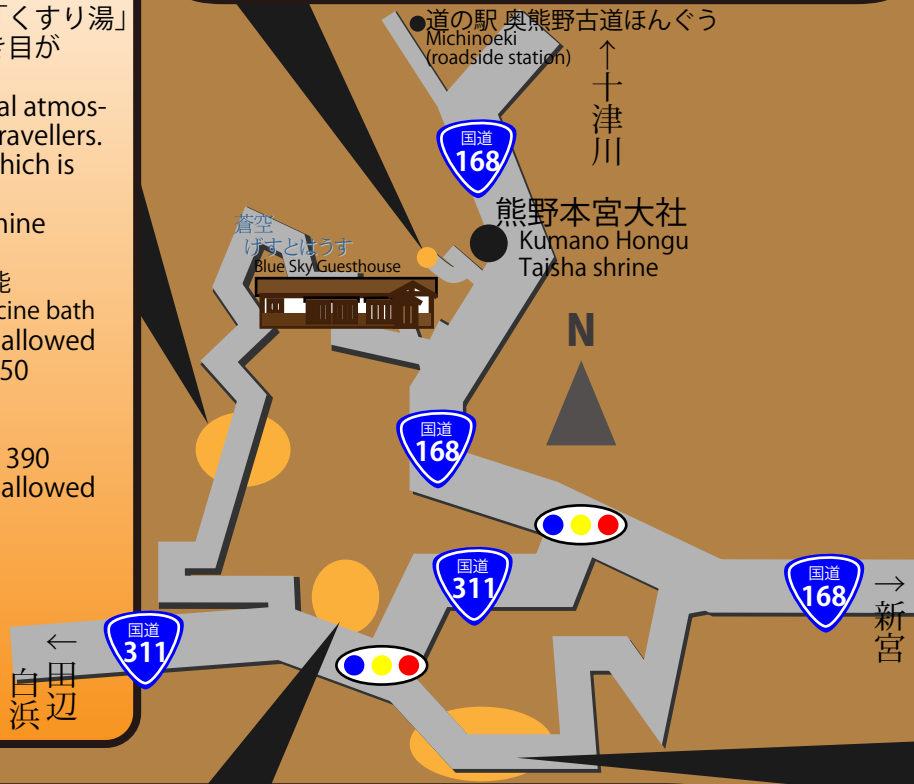 「くすり湯」
き目が
al atmos-
ravellers.
hich is
nine
能
cine bath
allowed
50
390
allowed
道の駅 奥熊野古道ほんぐう
Michinoeki
(roadside station)
↑十津川
国道
168
熊野本宮大社
Kumano Hongu
Taisha shrine
蒼空
げすとはうす
Blue Sky Guesthouse
N
国道
168
国道
311
国道
168
→新宮
国道
311
←田辺
白浜